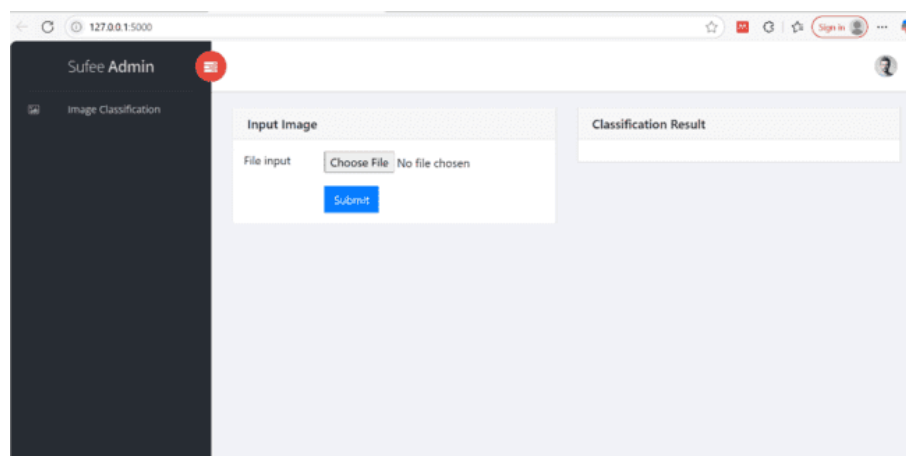 127.0.0.1:5000
Sign in
Sufee Admin
Image Classification
Input Image
File input
Choose File No file chosen
Submit
Classification Result